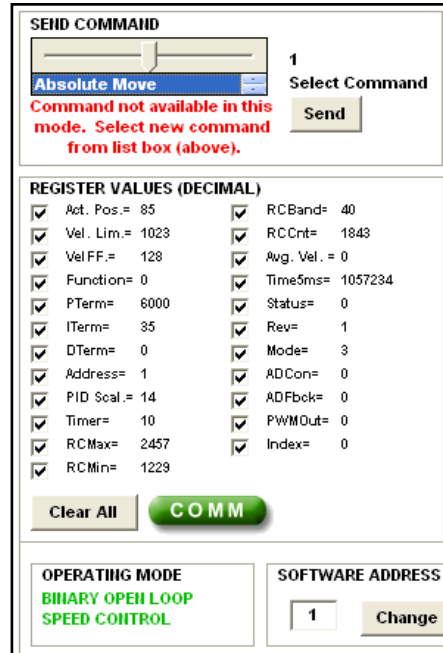 SEND COMMAND
1
Absolute Move
Select Command
Command not available in this
mode. Select new command
from list box (above).
Send
REGISTER VALUES (DECIMAL)
Act. Pos.= 85
Vel. Lim.= 1023
VelFF.= 128
Function= 0
PTerm= 6000
ITerm= 35
DTerm= 0
Address= 1
PID Scal.= 14
Timer= 10
RCMax= 2457
RCMin= 1229
RCBand= 40
RCCnt= 1843
Avg. Vel. = 0
Time5ms= 1057234
Status= 0
Rev= 1
Mode= 3
ADCon= 0
ADFbck= 0
PWMOut= 0
Index= 0
Clear All
COMM
OPERATING MODE
BINARY OPEN LOOP
SPEED CONTROL
SOFTWARE ADDRESS
1
Change